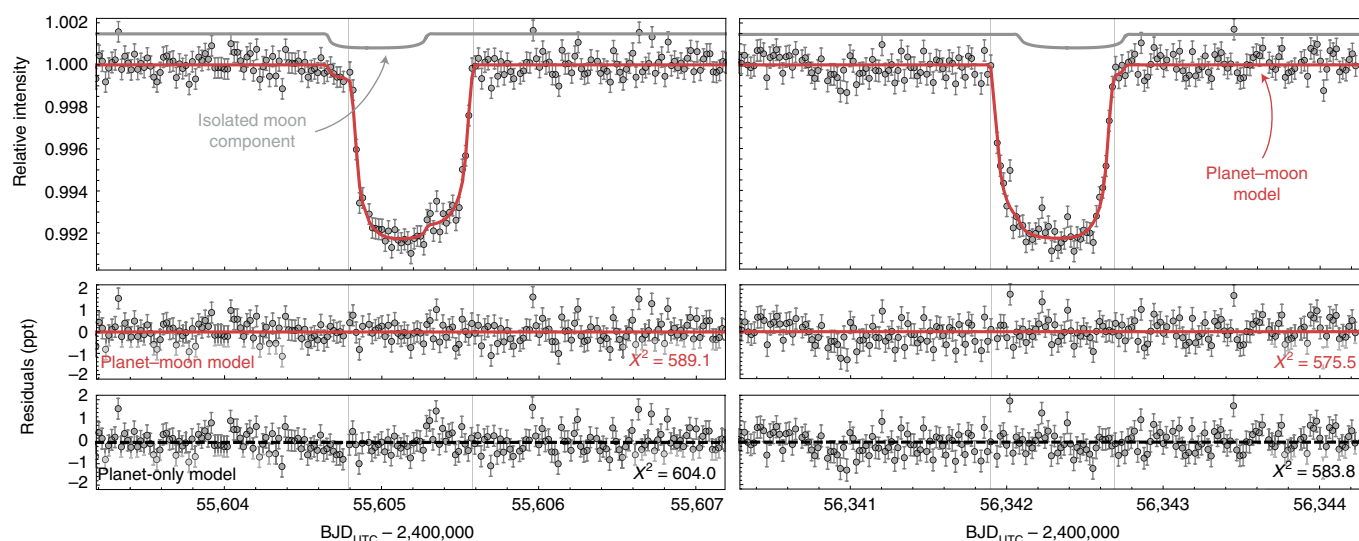 1.002
1.000
0.998
0.996
0.994
0.992
Relative intensity
Isolated moon
component
Planet–moon
model
2
1
0
−1
−2
Planet–moon model
X² = 589.1
X² = 575.5
Residuals (ppt)
2
1
0
−1
−2
Planet-only model
X² = 604.0
X² = 583.8
55,604
55,605
55,606
55,607
56,341
56,342
56,343
56,344
BJD_UTC − 2,400,000
BJD_UTC − 2,400,000